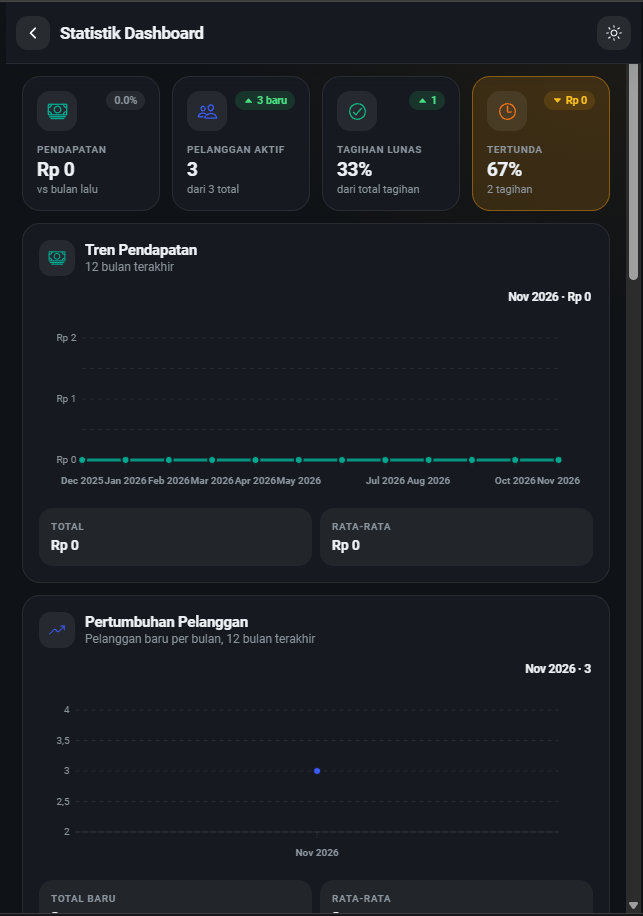 Statistik Dashboard
0.0%
PENDAPATAN
Rp 0
vs bulan lalu
3 baru
PELANGGAN AKTIF
3
dari 3 total
1
TAGIHAN LUNAS
33%
dari total tagihan
Rp 0
TERTUNDA
67%
2 tagihan
Tren Pendapatan
12 bulan terakhir
Nov 2026 · Rp 0
Rp 2
Rp 1
Rp 0
Dec 2025 Jan 2026 Feb 2026 Mar 2026 Apr 2026 May 2026 Jul 2026 Aug 2026 Oct 2026 Nov 2026
TOTAL
Rp 0
RATA-RATA
Rp 0
Pertumbuhan Pelanggan
Pelanggan baru per bulan, 12 bulan terakhir
Nov 2026 · 3
4
3,5
3
2,5
2
Nov 2026
TOTAL BARU
RATA-RATA